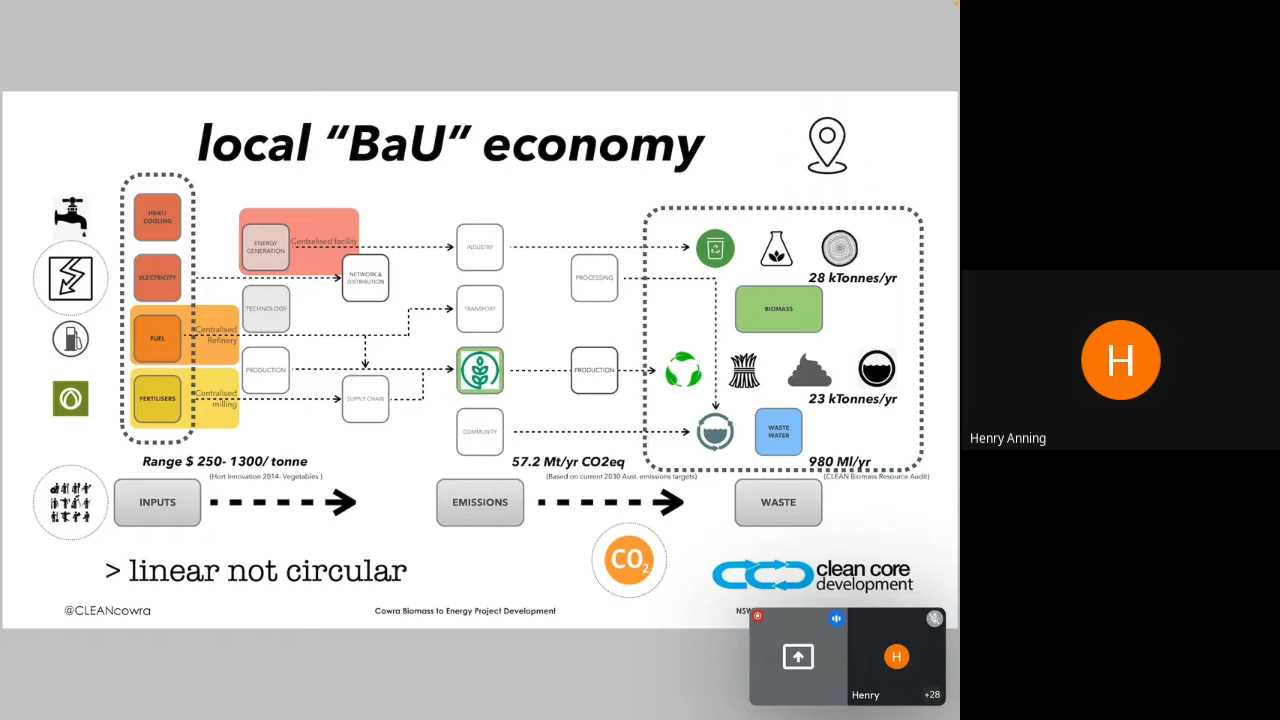 local “BaU” economy
HEAT/
COOLING
ELECTRICITY
FUEL
FERTILISERS
Centralised
Refinery
Centralised
milling
ENERGY
GENERATION
Centralised facility
NETWORK &
DISTRIBUTION
TECHNOLOGY
PRODUCTION
SUPPLY CHAIN
INDUSTRY
TRANSPORT
COMMUNITY
PROCESSING
PRODUCTION
28 kTonnes/yr
BIOMASS
23 kTonnes/yr
WASTE
WATER
980 Ml/yr
Range $ 250- 1300/ tonne
(Hort Innovation 2014- Vegetables )
57.2 Mt/yr CO2eq
(Based on current 2030 Aust. emissions targets)
(CLEAN Biomass Resource Audit)
INPUTS
EMISSIONS
WASTE
> linear not circular
CO2
clean core
development
@CLEANcowra
Cowra Biomass to Energy Project Development
NSW
H
Henry
+28
H
Henry Anning